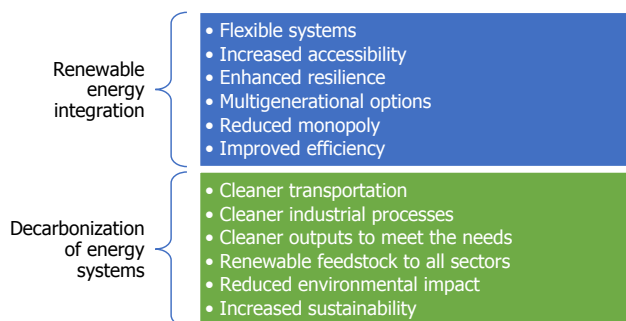 Renewable
energy
integration
• Flexible systems
• Increased accessibility
• Enhanced resilience
• Multigenerational options
• Reduced monopoly
• Improved efficiency
Decarbonization
of energy
systems
• Cleaner transportation
• Cleaner industrial processes
• Cleaner outputs to meet the needs
• Renewable feedstock to all sectors
• Reduced environmental impact
• Increased sustainability